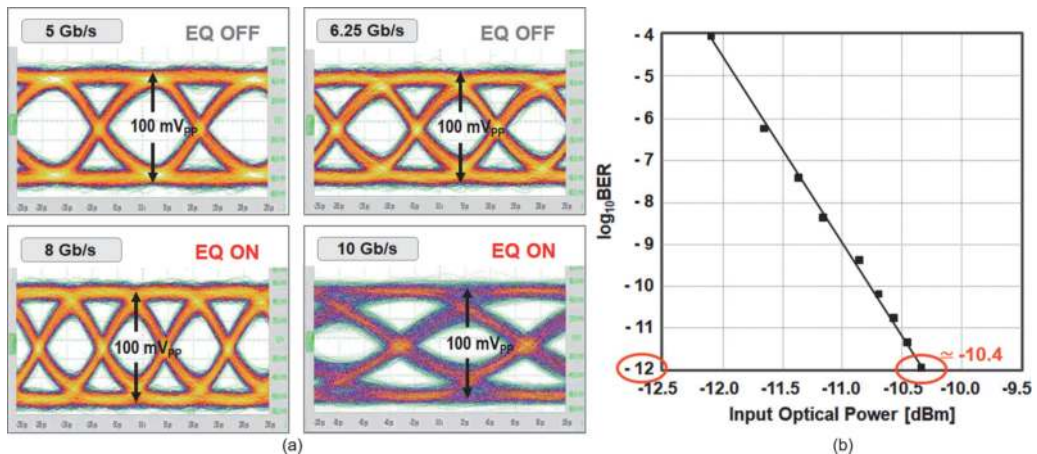 5 Gb/s
EQ OFF
100 mVPP
6.25 Gb/s
EQ OFF
100 mVPP
8 Gb/s
EQ ON
100 mVPP
10 Gb/s
EQ ON
100 mVPP
(a)
log10BER
- 4
-5
- 6
-7
- 8
-9
- 10
-11
- 12
≃ -10.4
-12.5
-12.0
-11.5
-11.0
-10.5
-10.0
-9.5
Input Optical Power [dBm]
(b)